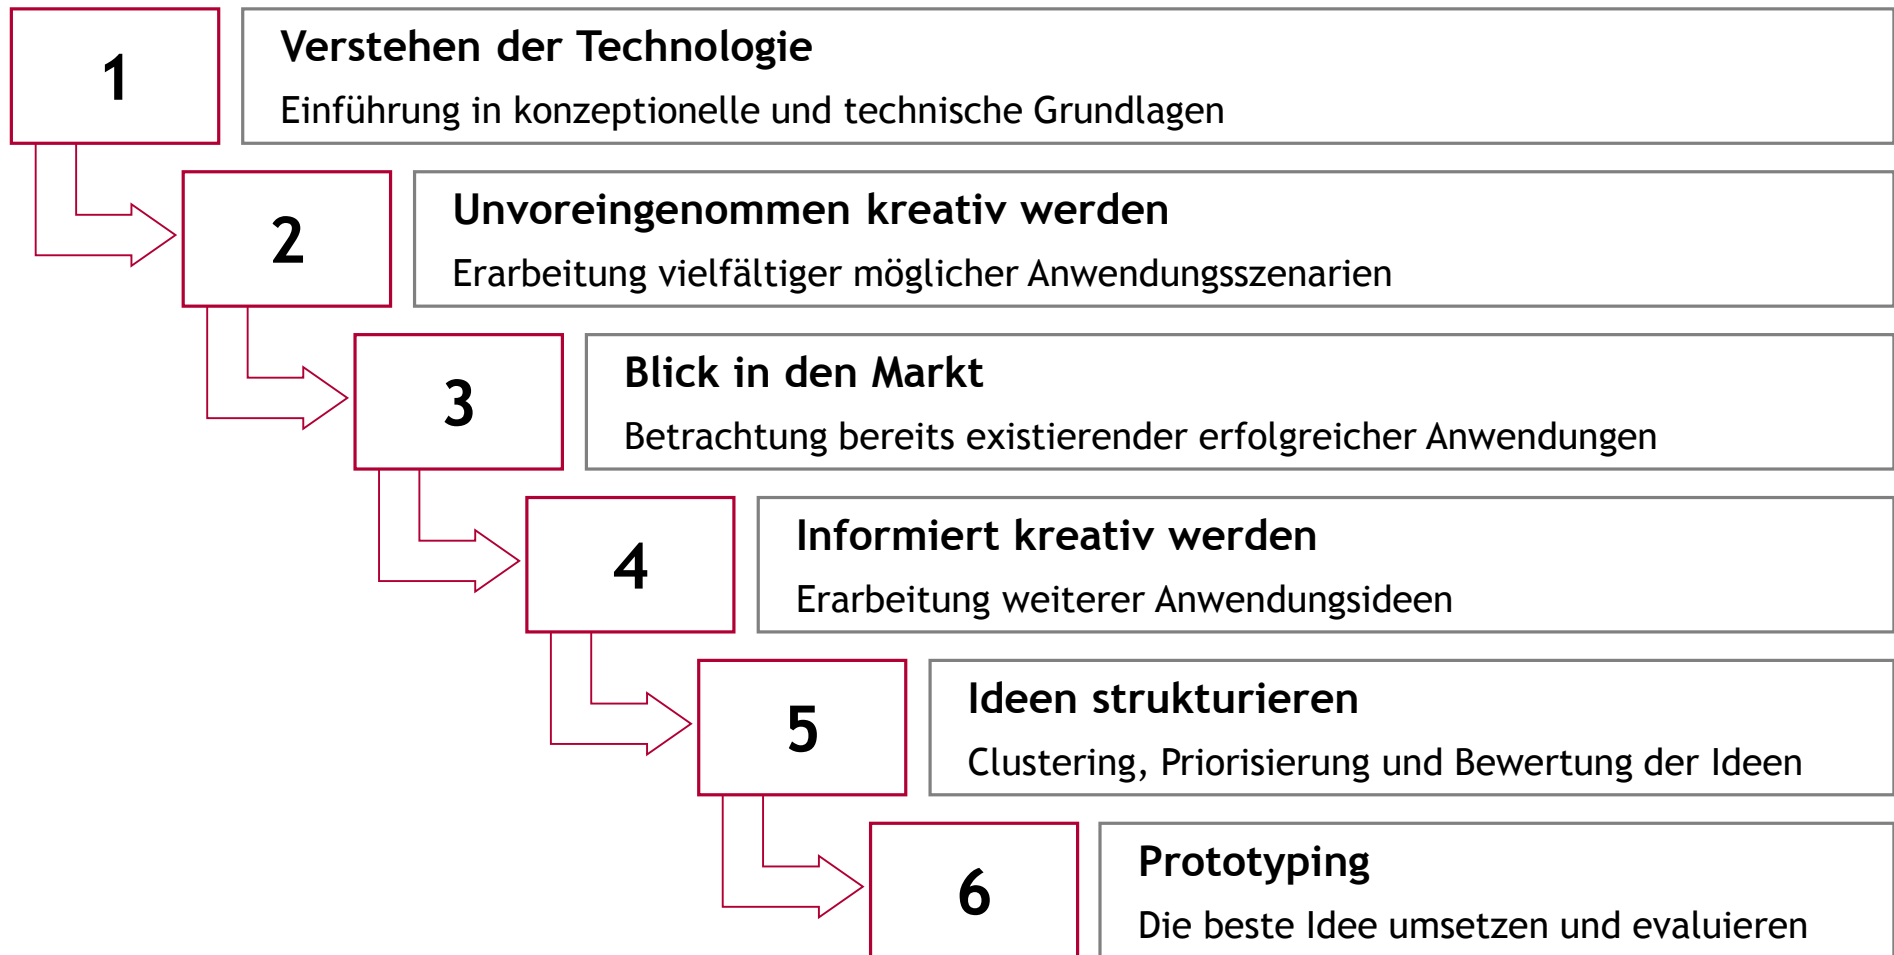 1
Verstehen der Technologie
Einführung in konzeptionelle und technische Grundlagen
2
Unvoreingenommen kreativ werden
Erarbeitung vielfältiger möglicher Anwendungsszenarien
3
Blick in den Markt
Betrachtung bereits existierender erfolgreicher Anwendungen
4
Informiert kreativ werden
Erarbeitung weiterer Anwendungsideen
5
Ideen strukturieren
Clustering, Priorisierung und Bewertung der Ideen
6
Prototyping
Die beste Idee umsetzen und evaluieren